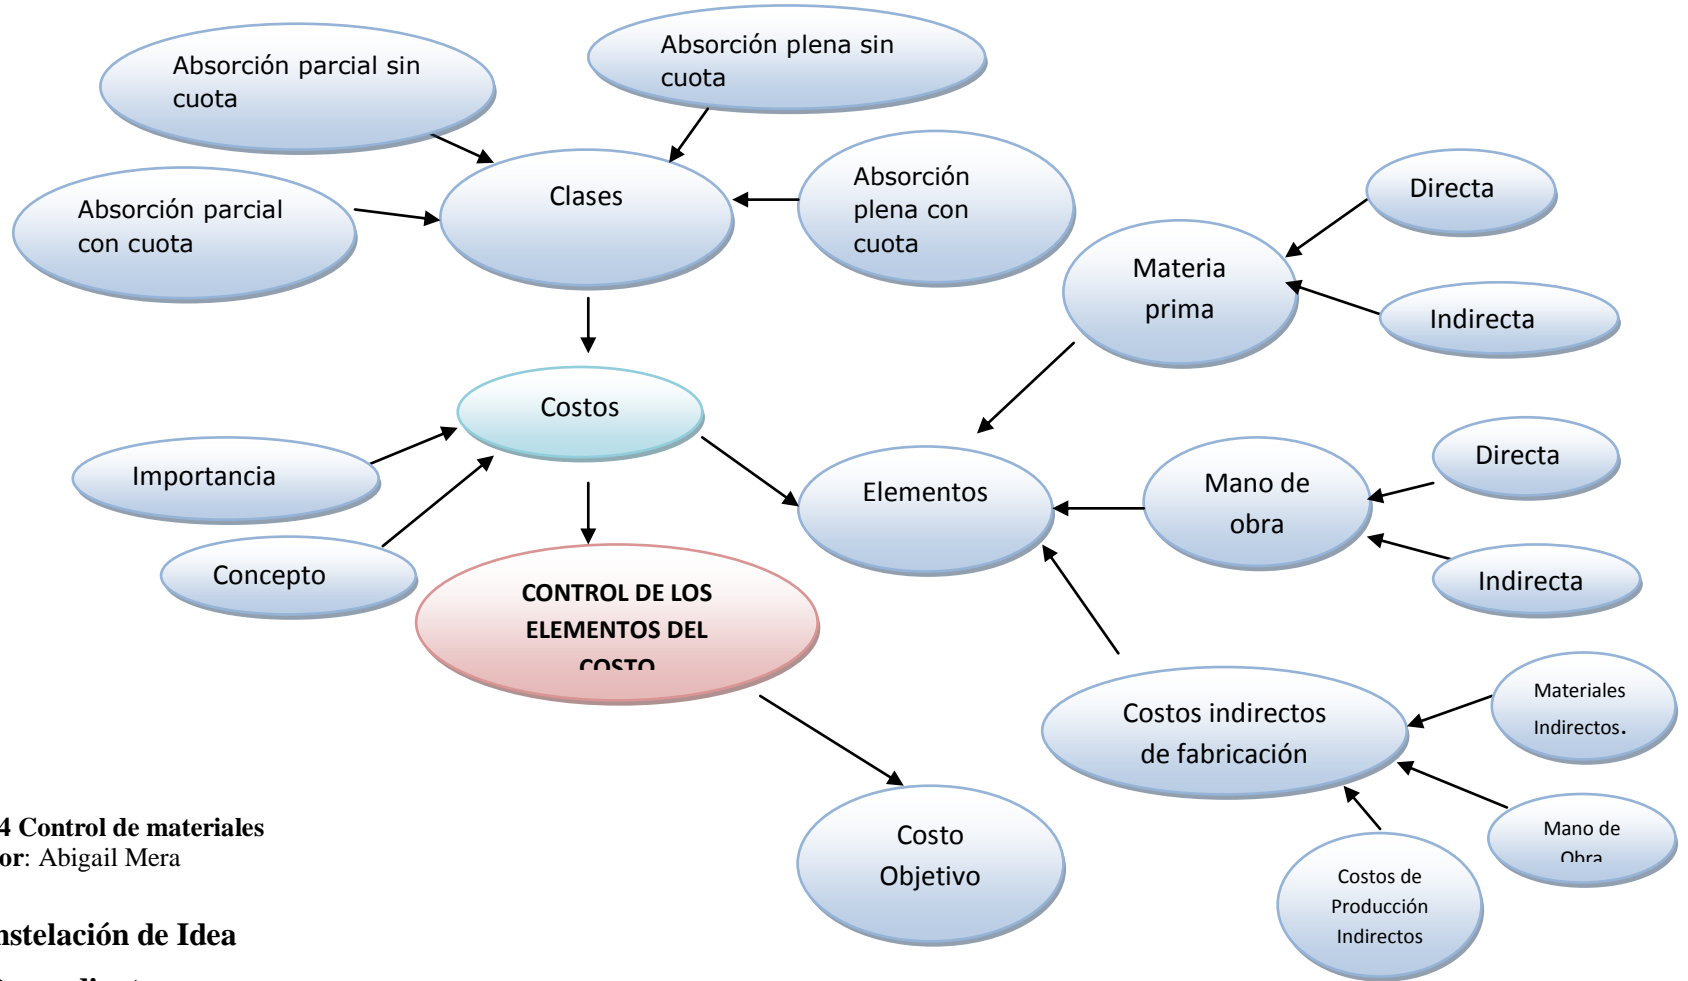 Absorción plena sin
cuota
Absorción parcial sin
cuota
Clases
Absorción
plena con
cuota
Directa
Absorción parcial
con cuota
Materia
prima
Indirecta
Costos
Importancia
Elementos
Mano de
obra
Directa
Concepto
Indirecta
CONTROL DE LOS
ELEMENTOS DEL
COSTO
Costos indirectos
de fabricación
Materiales
Indirectos.
Costo
Objetivo
Mano de
Obra
Costos de
Producción
Indirectos
4 Control de materiales
or: Abigail Mera
nstelación de Idea